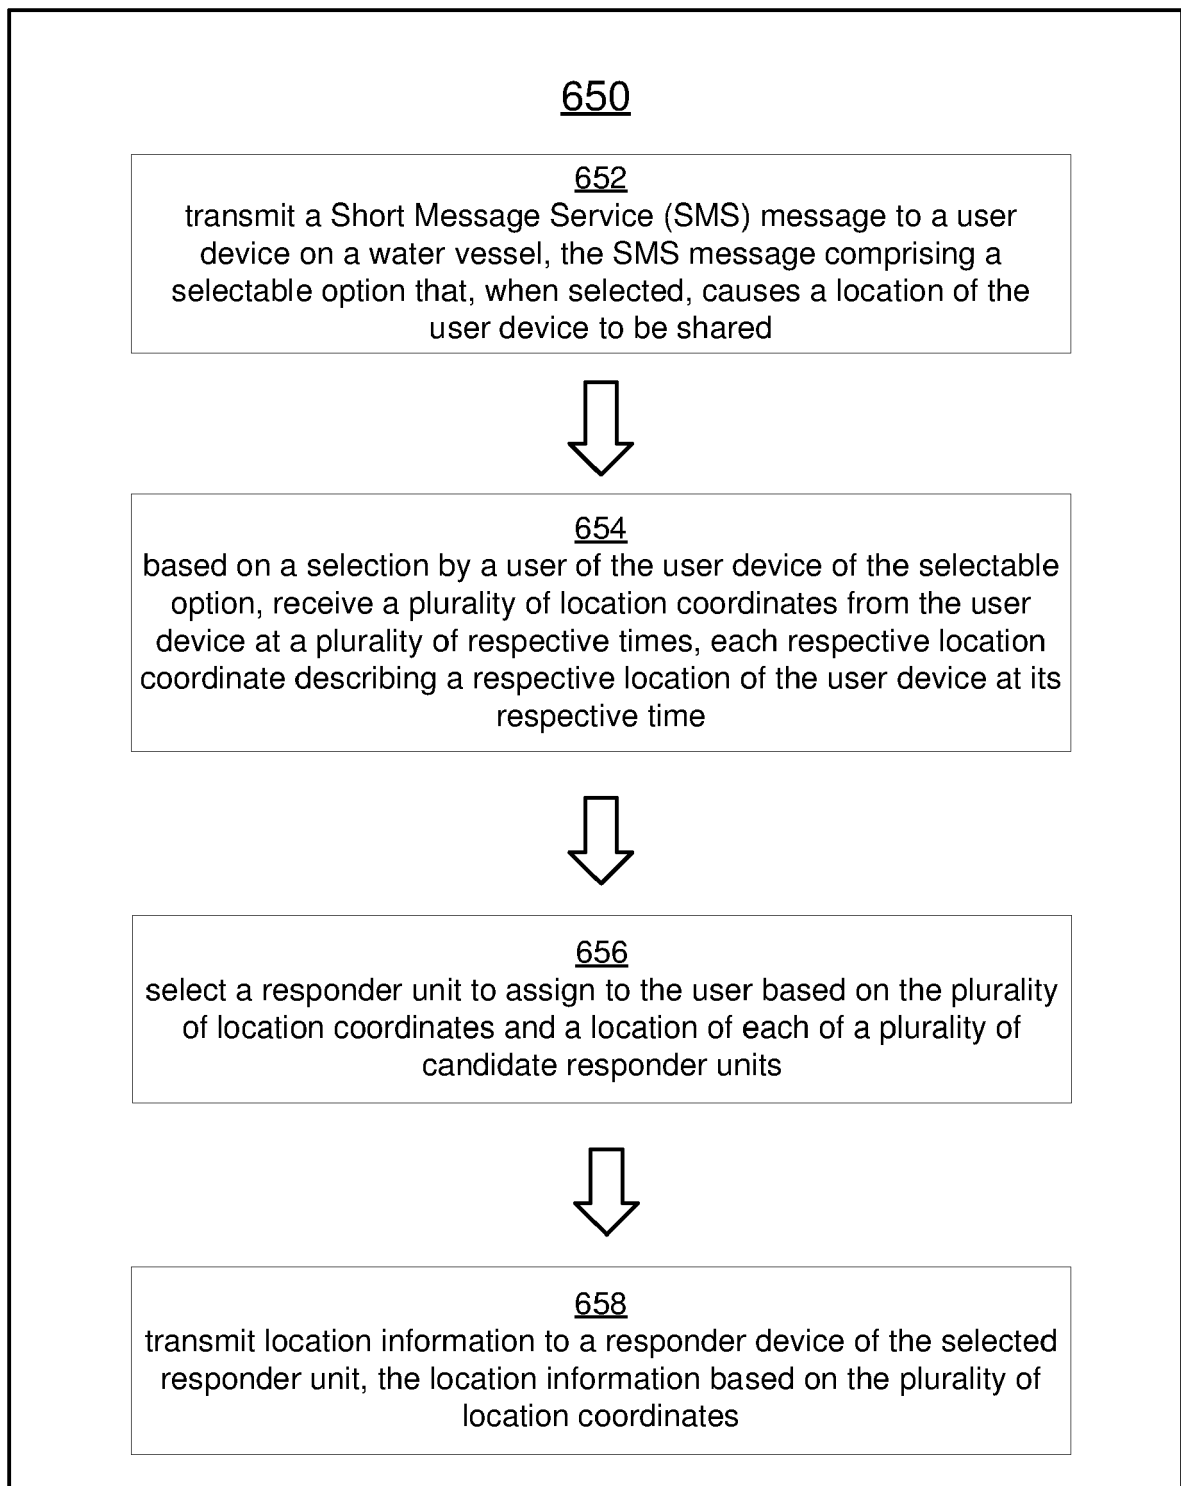 650
652
transmit a Short Message Service (SMS) message to a user
device on a water vessel, the SMS message comprising a
selectable option that, when selected, causes a location of the
user device to be shared
654
based on a selection by a user of the user device of the selectable
option, receive a plurality of location coordinates from the user
device at a plurality of respective times, each respective location
coordinate describing a respective location of the user device at its
respective time
656
select a responder unit to assign to the user based on the plurality
of location coordinates and a location of each of a plurality of
candidate responder units
658
transmit location information to a responder device of the selected
responder unit, the location information based on the plurality of
location coordinates